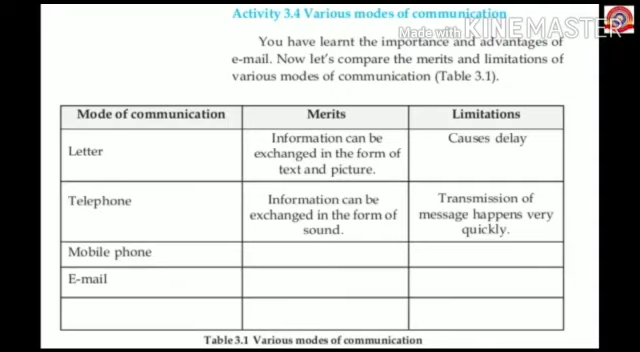 Activity 3.4 Various modes of communication
Made with KINEMASTER
You have learnt the importance and advantages of
e-mail. Now let's compare the merits and limitations of
various modes of communication (Table 3.1).
Mode of communication Merits Limitations
Letter Information can be exchanged in the form of text and picture. Causes delay
Telephone Information can be exchanged in the form of sound. Transmission of message happens very quickly.
Mobile phone
E-mail
Table 3.1 Various modes of communication